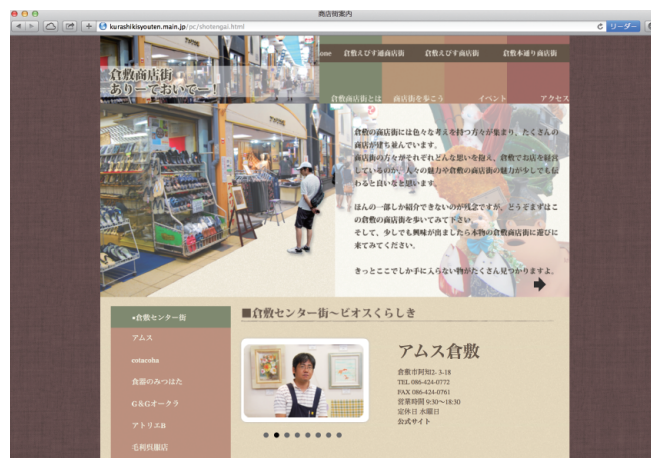 商店街案内
kurashikisyouten.main.jp/pc/shotengai.html
リーダー
one 倉敷えびす通商店街 倉敷えびす商店街 倉敷本通り商店街
倉敷商店街
ありーておいでー！
倉敷商店街とは 商店街を歩こう イベント アクセス
倉敷の商店街には色々な考えを持つ方々が集まり、たくさんの
商店が建ち並んでいます。
商店街の方々がそれぞれどんな思いを抱え、倉敷でお店を経営
しているのか、人々の魅力や倉敷の商店街の魅力が少しでも伝
わると良いなと思います。
ほんの一部しか紹介できないのが残念ですが、どうぞまずはこ
の倉敷の商店街を歩いてみて下さい。
そして、少しでも興味が出ましたら本物の倉敷商店街に遊びに
来てみてください。
きっとここでしか手に入らない物がたくさん見つかりますよ。
●倉敷センター街
アムス
cotacoha
食器のみつはた
G&Gオークラ
アトリエB
毛利呉服店
■倉敷センター街～ビオスくらしき
アムス倉敷
倉敷市阿知2-3-18
TEL 086-424-0772
FAX 086-424-0761
営業時間 9:30～18:30
定休日 水曜日
公式サイト